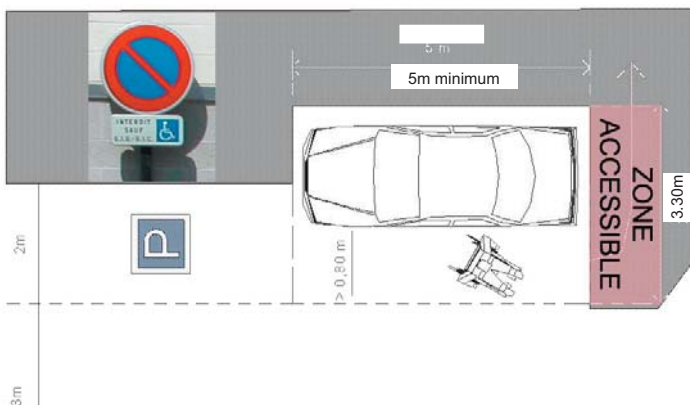 5 m
5m minimum
INTERDIT
SAUF
G.I.G.-G.I.C.
ZONE
ACCESSIBLE
3.30m
P
2m
> 0,80 m
3m